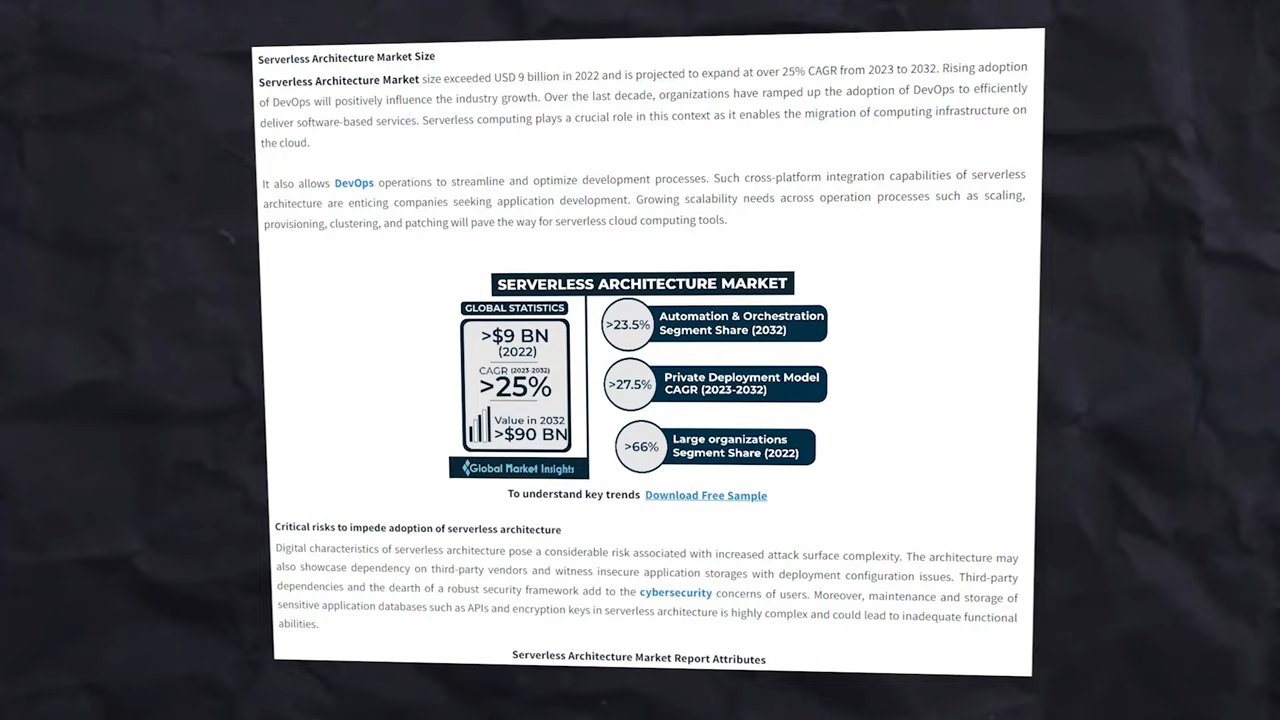 Serverless Architecture Market Size
Serverless Architecture Market size exceeded USD 9 billion in 2022 and is projected to expand at over 25% CAGR from 2023 to 2032. Rising adoption
of DevOps will positively influence the industry growth. Over the last decade, organizations have ramped up the adoption of DevOps to efficiently
deliver software-based services. Serverless computing plays a crucial role in this context as it enables the migration of computing infrastructure on
the cloud.
It also allows DevOps operations to streamline and optimize development processes. Such cross-platform integration capabilities of serverless
architecture are enticing companies seeking application development. Growing scalability needs across operation processes such as scaling,
provisioning, clustering, and patching will pave the way for serverless cloud computing tools.
SERVERLESS ARCHITECTURE MARKET
GLOBAL STATISTICS
>$9 BN
(2022)
CAGR (2023-2032)
>25%
Value in 2032
>$90 BN
Global Market Insights
>23.5%
Automation & Orchestration
Segment Share (2032)
>27.5%
Private Deployment Model
CAGR (2023-2032)
>66%
Large organizations
Segment Share (2022)
To understand key trends Download Free Sample
Critical risks to impede adoption of serverless architecture
Digital characteristics of serverless architecture pose a considerable risk associated with increased attack surface complexity. The architecture may
also showcase dependency on third-party vendors and witness insecure application storages with deployment configuration issues. Third-party
dependencies and the dearth of a robust security framework add to the cybersecurity concerns of users. Moreover, maintenance and storage of
sensitive application databases such as APIs and encryption keys in serverless architecture is highly complex and could lead to inadequate functional
abilities.
Serverless Architecture Market Report Attributes